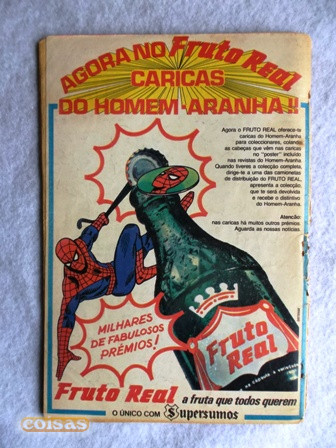 AGORA NO Fruto Real
CARICAS
DO HOMEM-ARANHA!!
Agora o FRUTO REAL oferece-te
caricas do Homem-Aranha
para coleccionares, colando
as cabeças que vêm nas caricas
no "poster" incluído
nas revistas do Homem-Aranha.
Quando tiveres a colecção completa,
dirige-te a uma das camionetas
de distribuição do FRUTO REAL,
apresenta a colecção
que te será devolvida
e recebe o distintivo
do Homem-Aranha.
Atenção:
nas caricas há muitos outros prémios.
Aguarda as nossas notícias.
MILHARES
DE FABULOSOS
PRÉMIOS!
Fruto
Real
Fruto Real a fruta que todos querem
O ÚNICO COM Supersumos
coisas